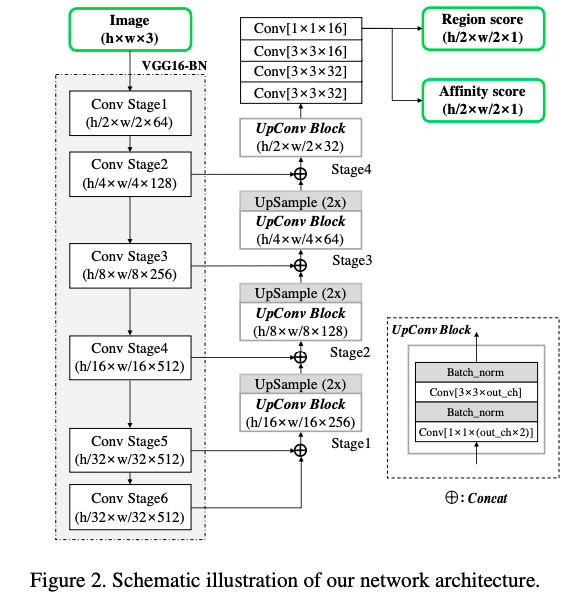 Image
(h×w×3)
VGG16-BN
Conv Stage1
(h/2×w/2×64)
Conv Stage2
(h/4×w/4×128)
Conv Stage3
(h/8×w/8×256)
Conv Stage4
(h/16×w/16×512)
Conv Stage5
(h/32×w/32×512)
Conv Stage6
(h/32×w/32×512)
Conv[1×1×16]
Conv[3×3×16]
Conv[3×3×32]
Conv[3×3×32]
UpConv Block
(h/2×w/2×32)
Stage4
UpSample (2x)
UpConv Block
(h/4×w/4×64)
Stage3
UpSample (2x)
UpConv Block
(h/8×w/8×128)
Stage2
UpSample (2x)
UpConv Block
(h/16×w/16×256)
Stage1
Region score
(h/2×w/2×1)
Affinity score
(h/2×w/2×1)
UpConv Block
Batch_norm
Conv[3×3×out_ch]
Batch_norm
Conv[1×1×(out_ch×2)]
⊕: Concat
Figure 2. Schematic illustration of our network architecture.